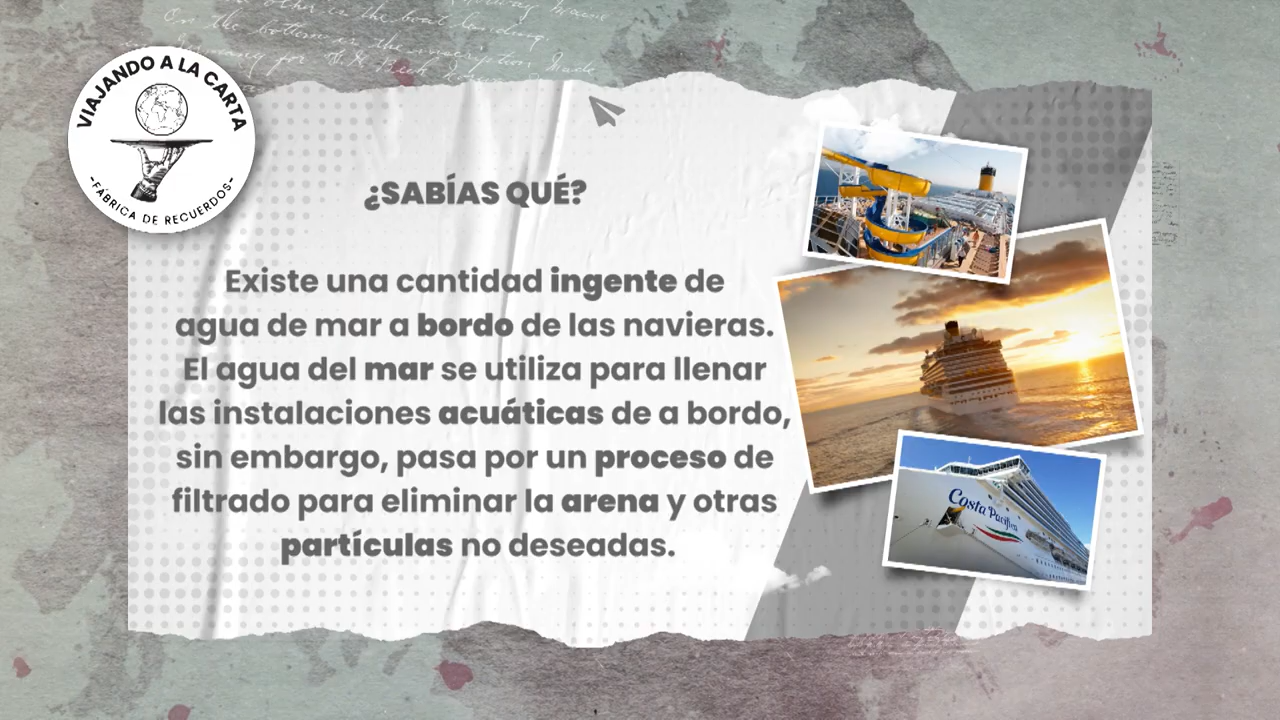 VIAJANDO A LA CARTA
-FÁBRICA DE RECUERDOS-
¿SABÍAS QUÉ?
Existe una cantidad ingente de
agua de mar a bordo de las navieras.
El agua del mar se utiliza para llenar
las instalaciones acuáticas de a bordo,
sin embargo, pasa por un proceso de
filtrado para eliminar la arena y otras
partículas no deseadas.
Costa Pacifica